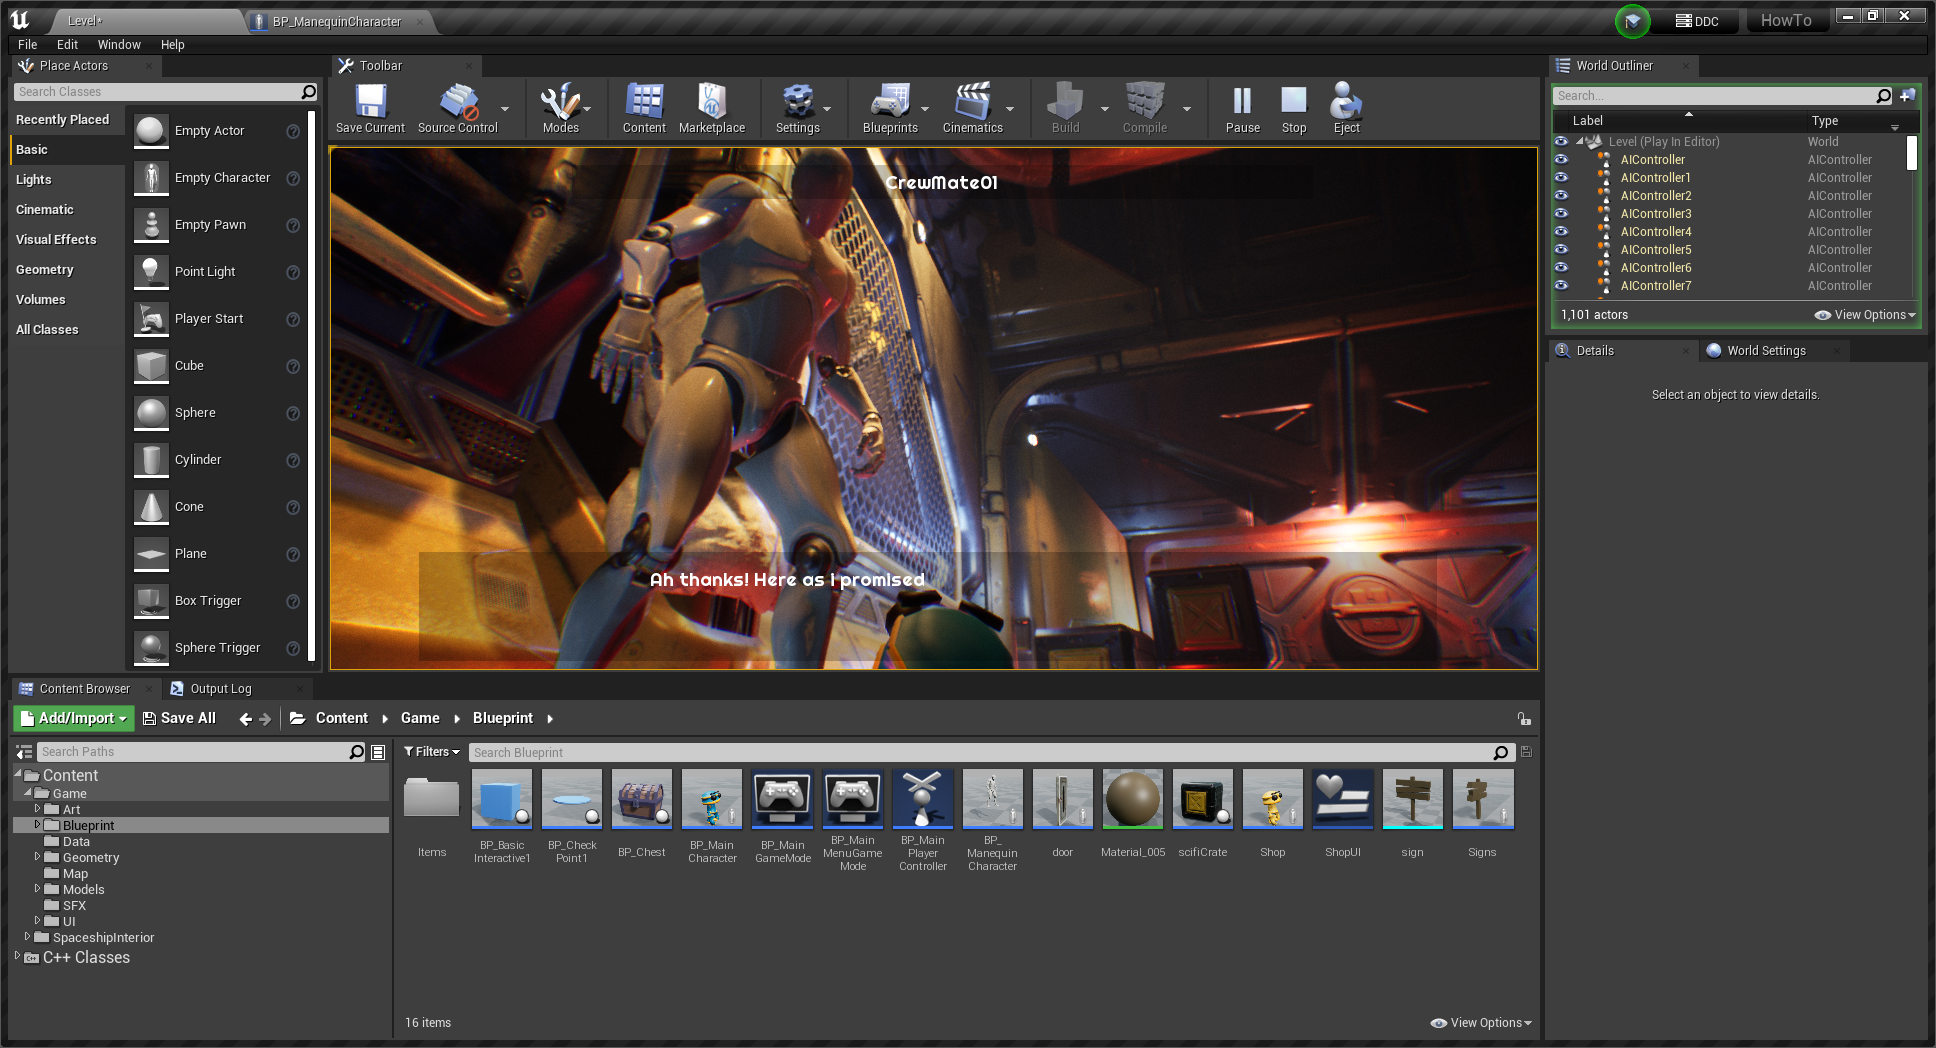 Level*
BP_ManequinCharacter
DDC
HowTo
File Edit Window Help
Place Actors
Search Classes
Recently Placed
Basic
Lights
Cinematic
Visual Effects
Geometry
Volumes
All Classes
Empty Actor
Empty Character
Empty Pawn
Point Light
Player Start
Cube
Sphere
Cylinder
Cone
Plane
Box Trigger
Sphere Trigger
Toolbar
Save Current
Source Control
Modes
Content
Marketplace
Settings
Blueprints
Cinematics
Build
Compile
Pause
Stop
Eject
CrewMate01
Ah thanks! Here as I promised
World Outliner
Search...
Label Type
Level (Play In Editor) World
AIController AIController
AIController1 AIController
AIController2 AIController
AIController3 AIController
AIController4 AIController
AIController5 AIController
AIController6 AIController
AIController7 AIController
1,101 actors
View Options
Details
World Settings
Select an object to view details.
Content Browser
Output Log
Add/Import
Save All
Content
Game
Blueprint
Search Paths
Content
Game
Art
Blueprint
Data
Geometry
Map
Models
SFX
UI
SpaceshipInterior
C++ Classes
Filters
Search Blueprint
Items
BP_Basic
Interactive1
BP_Check
Point1
BP_Chest
BP_Main
Character
BP_Main
GameMode
BP_Main
MenuGame
Mode
BP_Main
Player
Controller
BP_
Manequin
Character
door
Material_005
scifiCrate
Shop
ShopUI
sign
Signs
16 items
View Options